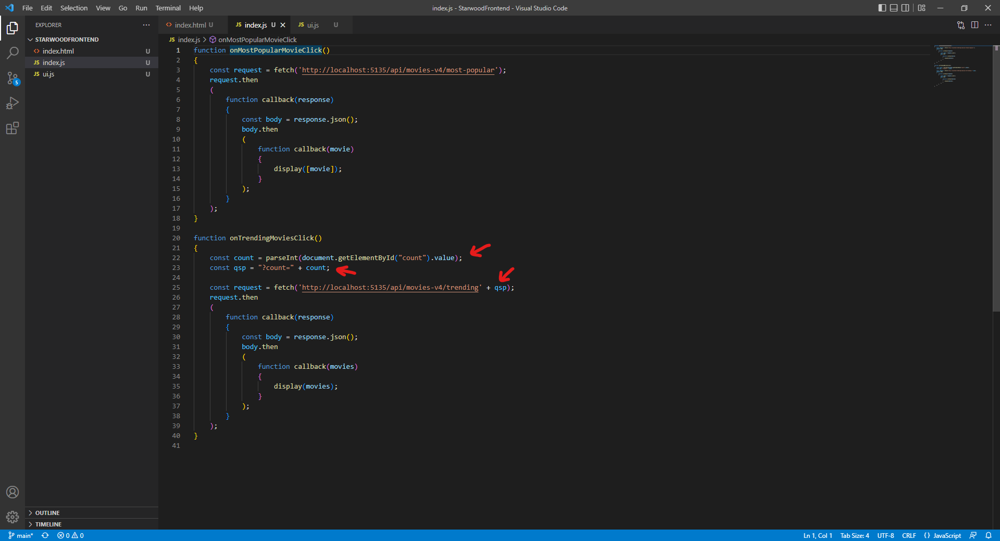 File Edit Selection View Go Run Terminal Help
index.js - StarwoodFrontend - Visual Studio Code
EXPLORER
STARWOODFRONTEND
index.html U
JS index.js U
JS ui.js U
5
OUTLINE
TIMELINE
index.html U
JS index.js U
JS ui.js U
JS index.js > onMostPopularMovieClick
1 function onMostPopularMovieClick()
2 {
3 const request = fetch('http://localhost:5135/api/movies-v4/most-popular');
4 request.then
5 (
6 function callback(response)
7 {
8 const body = response.json();
9 body.then
10 (
11 function callback(movie)
12 {
13 display([movie]);
14 }
15 );
16 }
17 );
18 }
19
20 function onTrendingMoviesClick()
21 {
22 const count = parseInt(document.getElementById("count").value);
23 const qsp = "?count=" + count;
24
25 const request = fetch('http://localhost:5135/api/movies-v4/trending' + qsp);
26 request.then
27 (
28 function callback(response)
29 {
30 const body = response.json();
31 body.then
32 (
33 function callback(movies)
34 {
35 display(movies);
36 }
37 );
38 }
39 );
40 }
41
main* 0 0
Ln 1, Col 1 Tab Size: 4 UTF-8 CRLF {} JavaScript